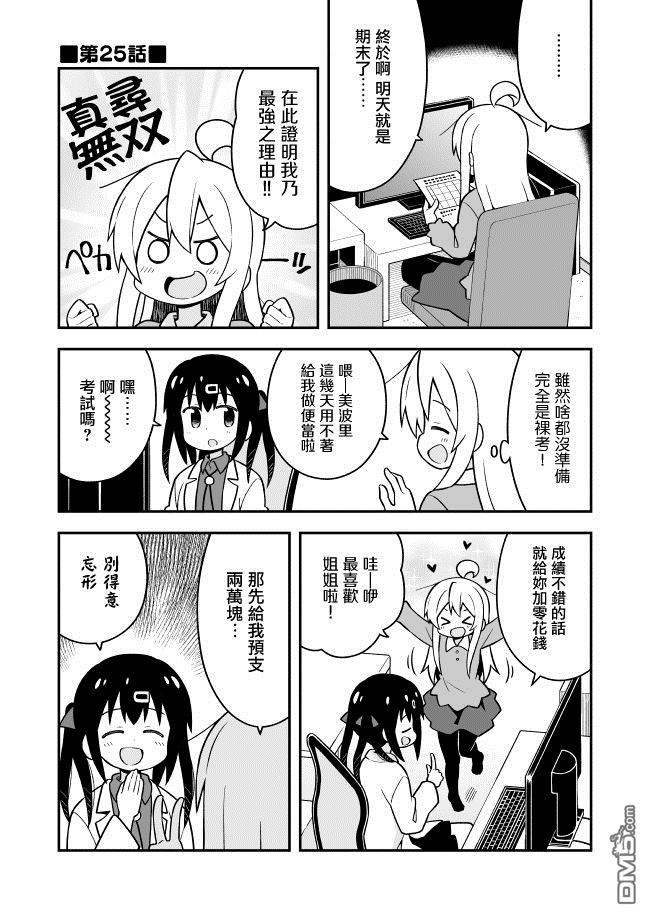 ■第25話■
………
終於啊 明天就是
期末了……
在此證明我乃
最強之理由!!
真尋
無双
ペカ
ーッ!!
雖然啥都沒準備
完全是裸考！
喂—美波里
這幾天用不著
給我做便當啦
嘿……
啊～～～
考試嗎？
成績不錯的話
就給妳加零花錢
哇—咿
最喜歡
姐姐啦！
那先給我預支
兩萬塊…
別得意
忘形
DM5.com